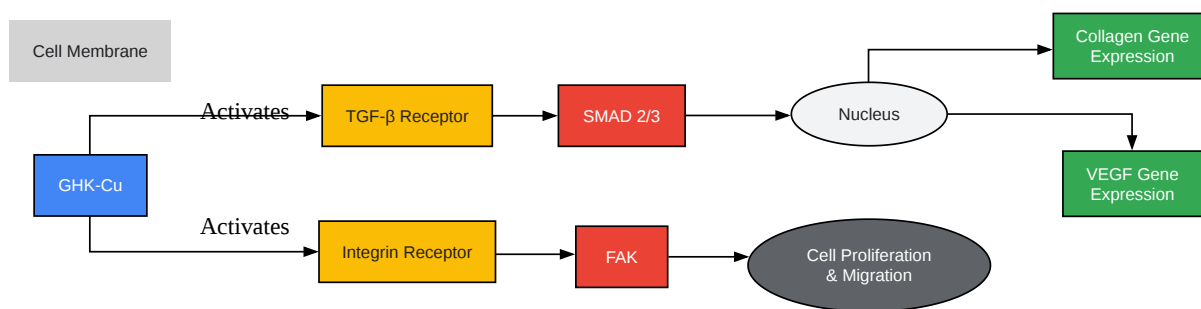 Cell Membrane
Collagen Gene
Expression
Activates
TGF-β Receptor
SMAD 2/3
Nucleus
GHK-Cu
VEGF Gene
Expression
Activates
Integrin Receptor
FAK
Cell Proliferation
& Migration